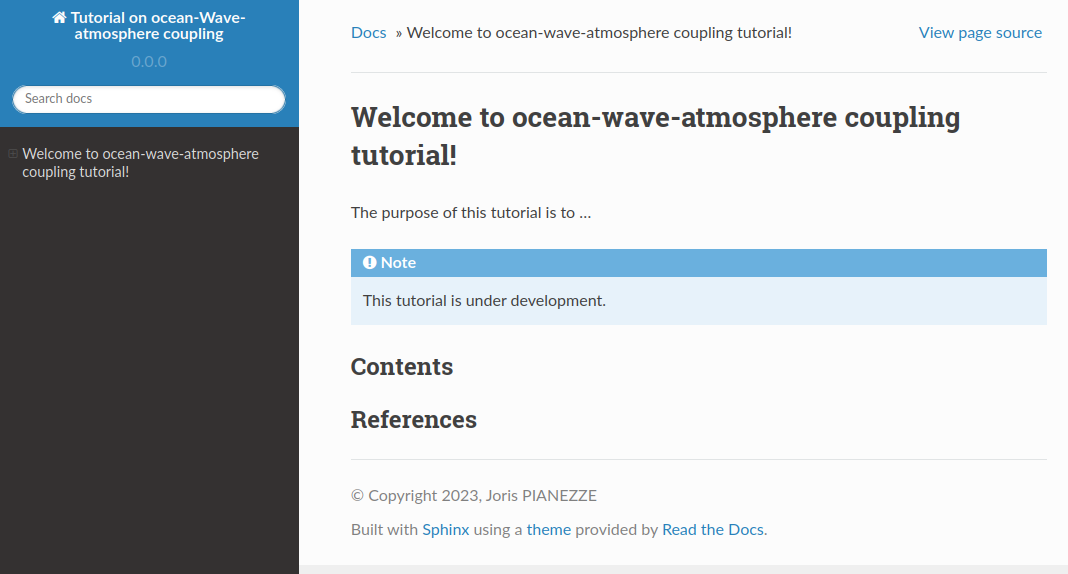 Tutorial on ocean-Wave-
atmosphere coupling
0.0.0
Search docs
Welcome to ocean-wave-atmosphere
coupling tutorial!
Docs » Welcome to ocean-wave-atmosphere coupling tutorial!
View page source
Welcome to ocean-wave-atmosphere coupling
tutorial!
The purpose of this tutorial is to ...
Note
This tutorial is under development.
Contents
References
© Copyright 2023, Joris PIANEZZE
Built with Sphinx using a theme provided by Read the Docs.